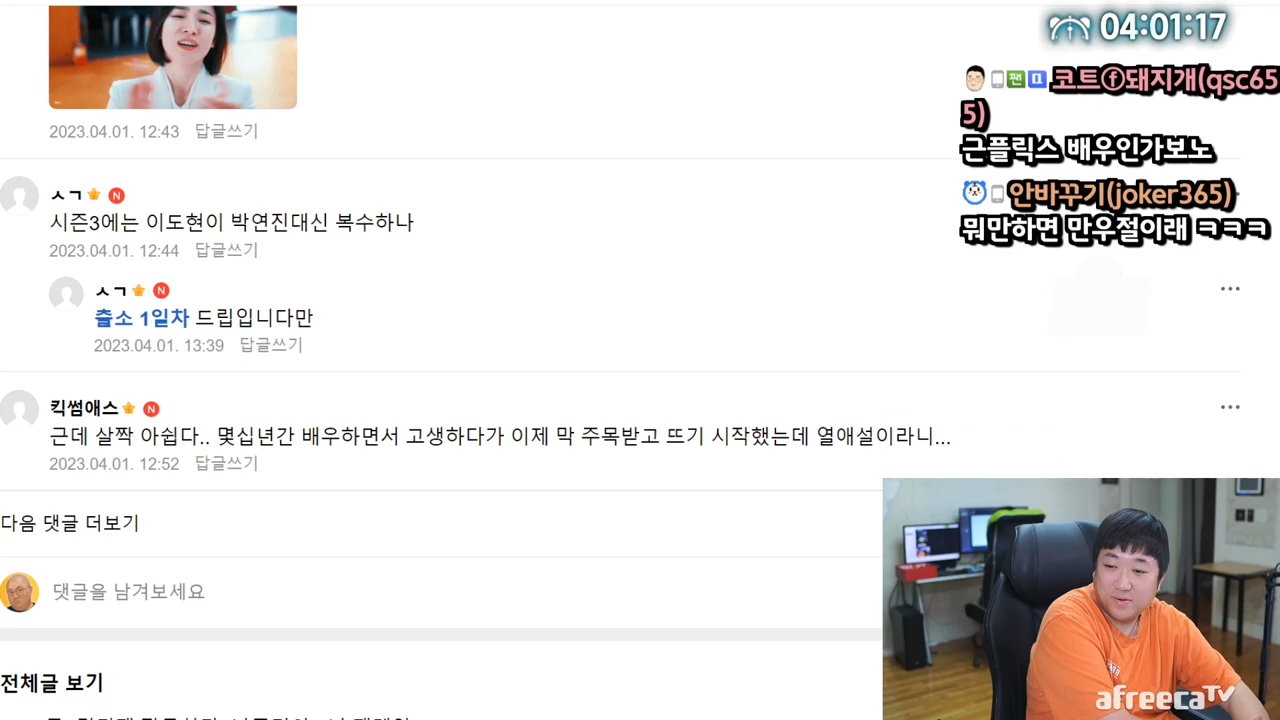 04:01:17
코트ⓕ돼지개(qsc65
5)
근플릭스 배우인가보노
안바꾸기(joker365)
뭐만하면 만우절이래 ㅋㅋㅋ
2023.04.01. 12:43 답글쓰기
ㅅㄱ N
시즌3에는 이도현이 박연진대신 복수하나
2023.04.01. 12:44 답글쓰기
ㅅㄱ N
출소 1일차 드립입니다만
2023.04.01. 13:39 답글쓰기
킥썸애스 N
근데 살짝 아쉽다.. 몇십년간 배우하면서 고생하다가 이제 막 주목받고 뜨기 시작했는데 열애설이라니...
2023.04.01. 12:52 답글쓰기
다음 댓글 더보기
댓글을 남겨보세요
전체글 보기
afreecaTV